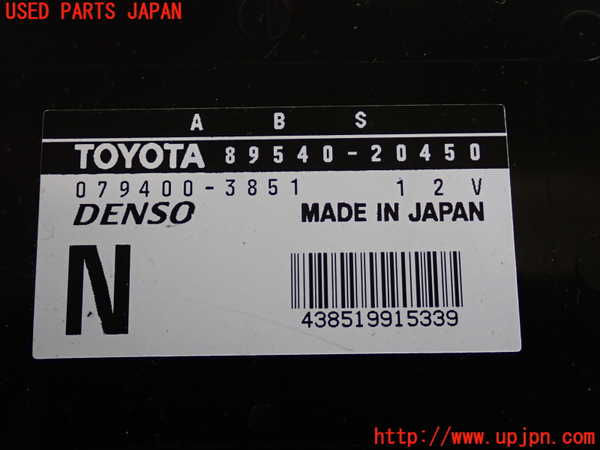 USED PARTS JAPAN
A B S
TOYOTA 89540-20450
079400-3851 12V
DENSO MADE IN JAPAN
N
438519915339
http://www.upjpn.com/